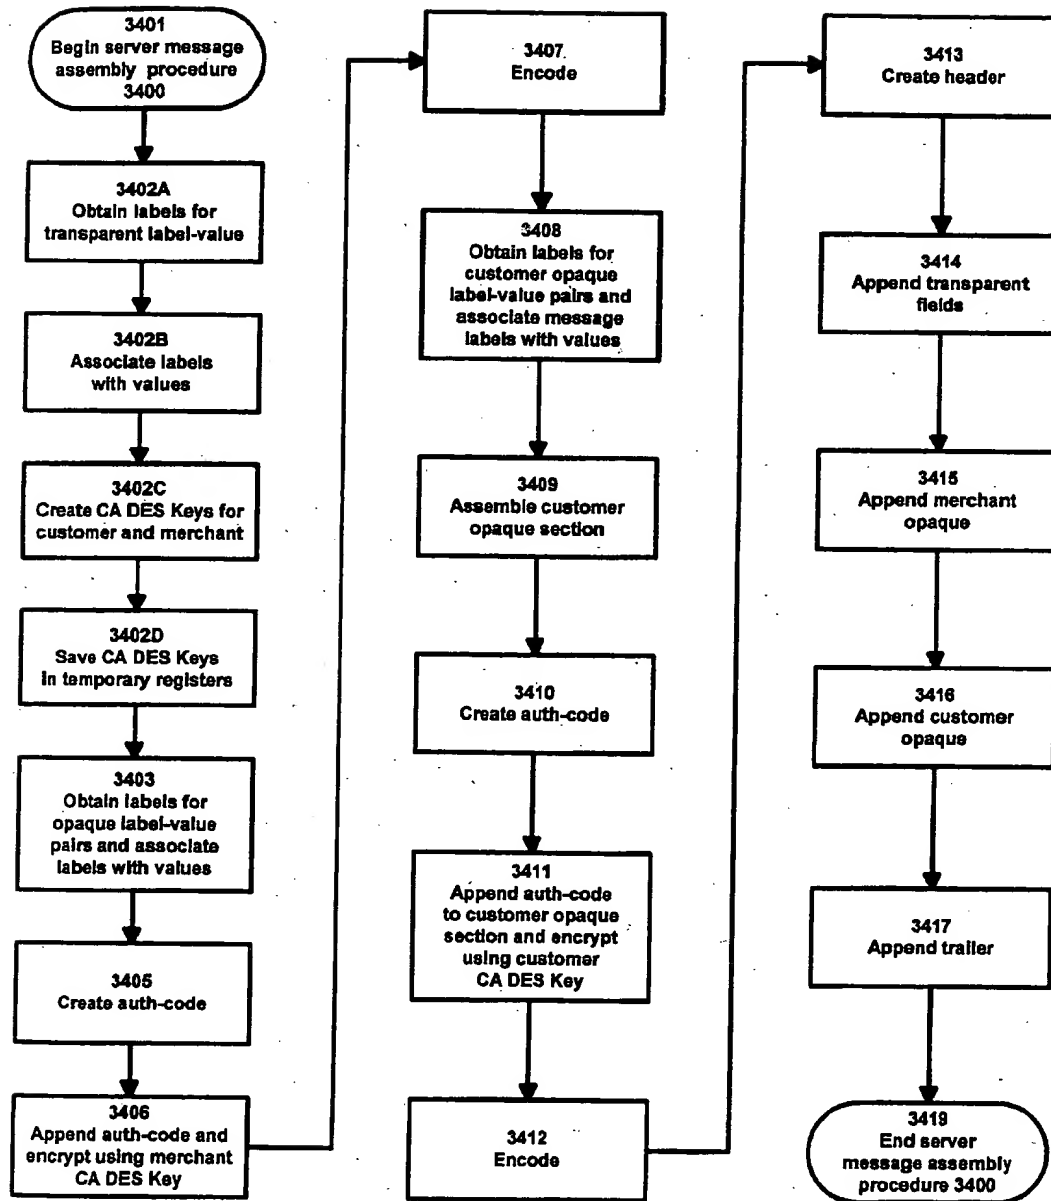 3401
Begin server message
assembly procedure
3400
3402A
Obtain labels for
transparent label-value
3402B
Associate labels
with values
3402C
Create CA DES Keys for
customer and merchant
3402D
Save CA DES Keys
in temporary registers
3403
Obtain labels for
opaque label-value
pairs and associate
labels with values
3405
Create auth-code
3406
Append auth-code and
encrypt using merchant
CA DES Key
3407
Encode
3408
Obtain labels for
customer opaque
label-value pairs and
associate message
labels with values
3409
Assemble customer
opaque section
3410
Create auth-code
3411
Append auth-code
to customer opaque
section and encrypt
using customer
CA DES Key
3412
Encode
3413
Create header
3414
Append transparent
fields
3415
Append merchant
opaque
3416
Append customer
opaque
3417
Append trailer
3419
End server
message assembly
procedure 3400